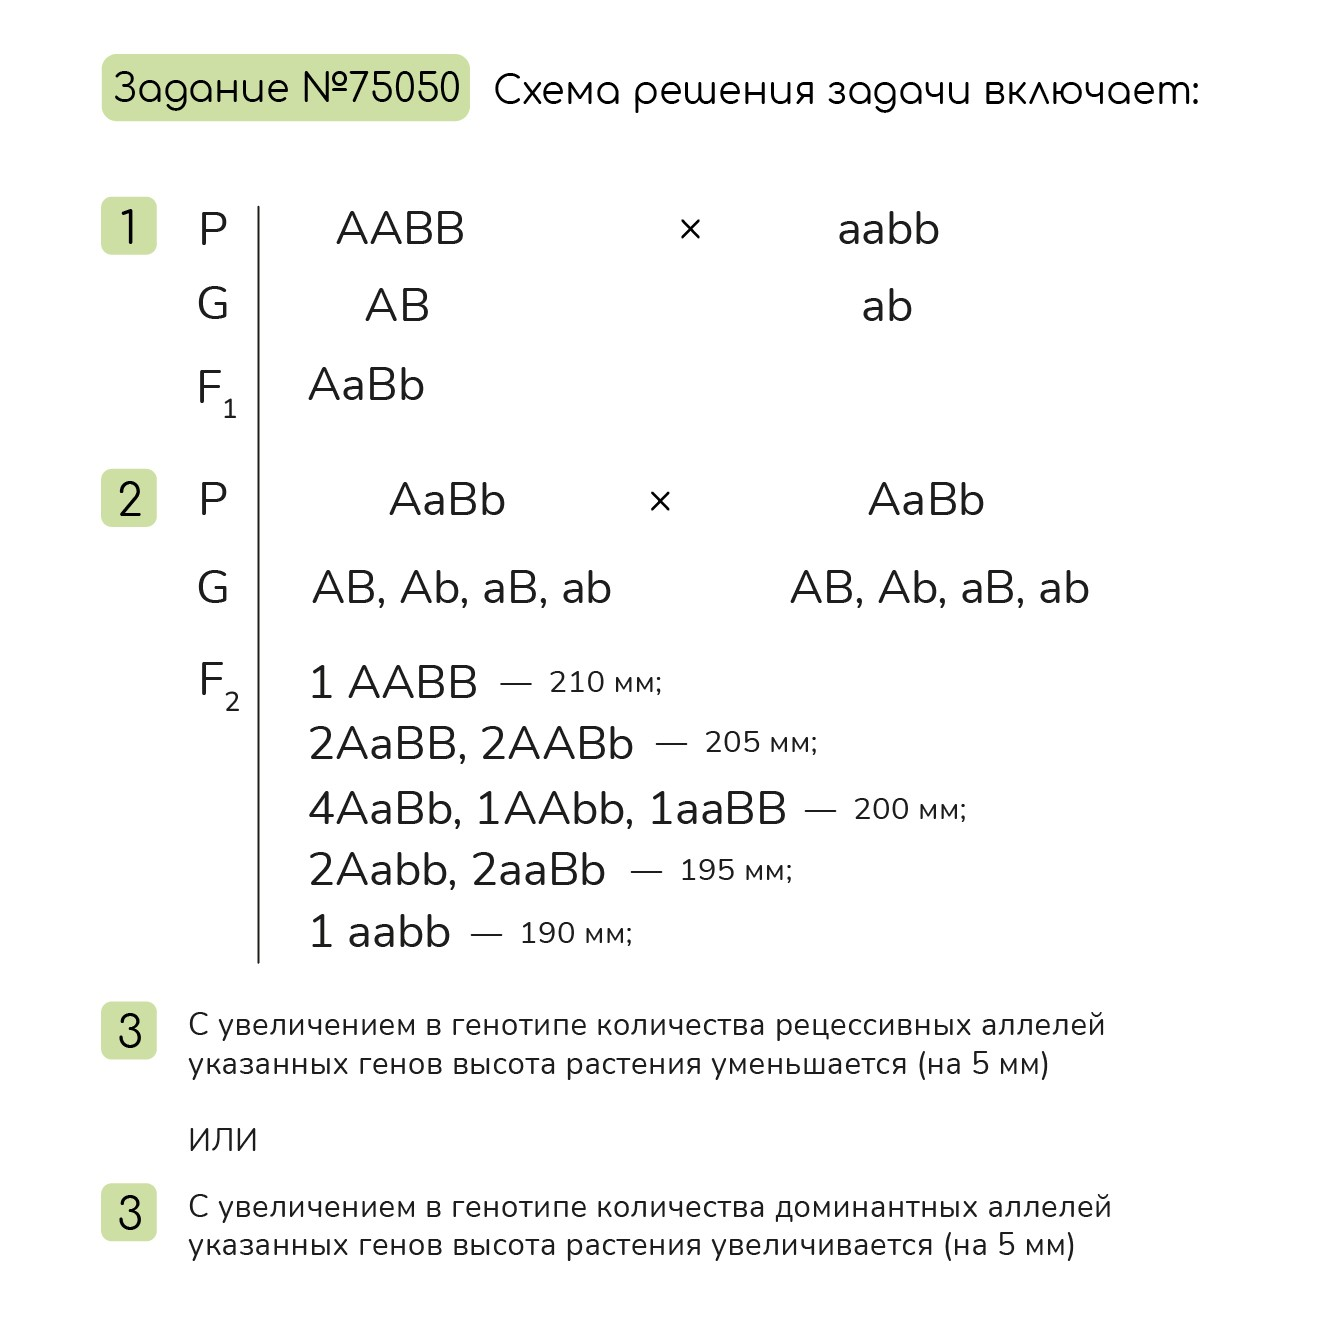 Задание №75050 Схема решения задачи включает:
1 P AABB × aabb
G AB ab
F1 AaBb
2 P AaBb × AaBb
G AB, Ab, aB, ab AB, Ab, aB, ab
F2 1 AABB — 210 мм;
2AaBB, 2AABb — 205 мм;
4AaBb, 1AAbb, 1aaBB — 200 мм;
2Aabb, 2aaBb — 195 мм;
1 aabb — 190 мм;
3 С увеличением в генотипе количества рецессивных аллелей
указанных генов высота растения уменьшается (на 5 мм)
ИЛИ
3 С увеличением в генотипе количества доминантных аллелей
указанных генов высота растения увеличивается (на 5 мм)